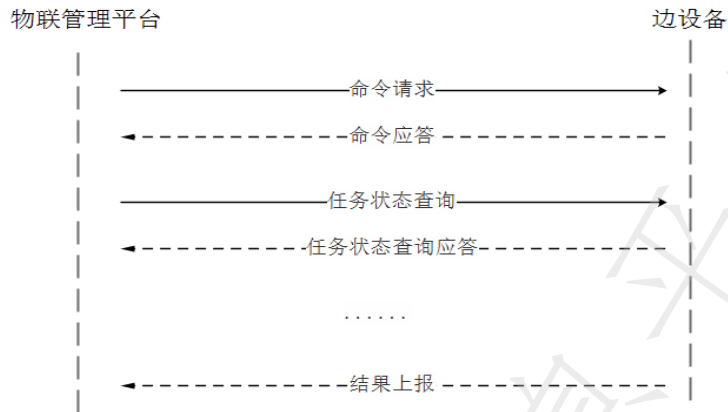 物联管理平台 边设备
命令请求
命令应答
任务状态查询
任务状态查询应答
......
结果上报